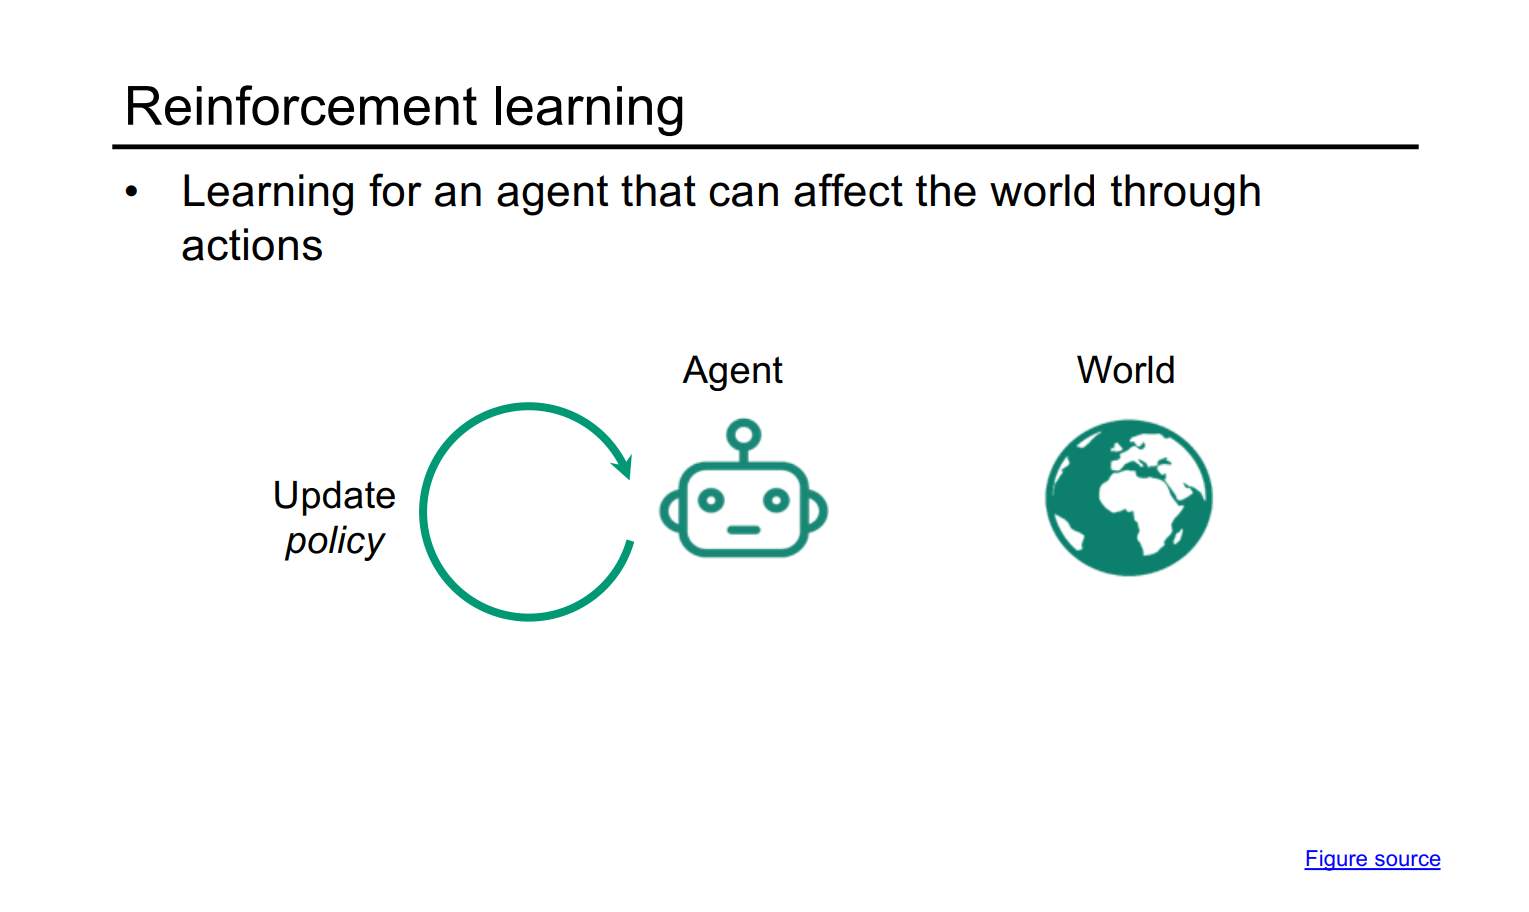 Reinforcement learning
• Learning for an agent that can affect the world through
actions
Agent
World
Update
policy
Figure source